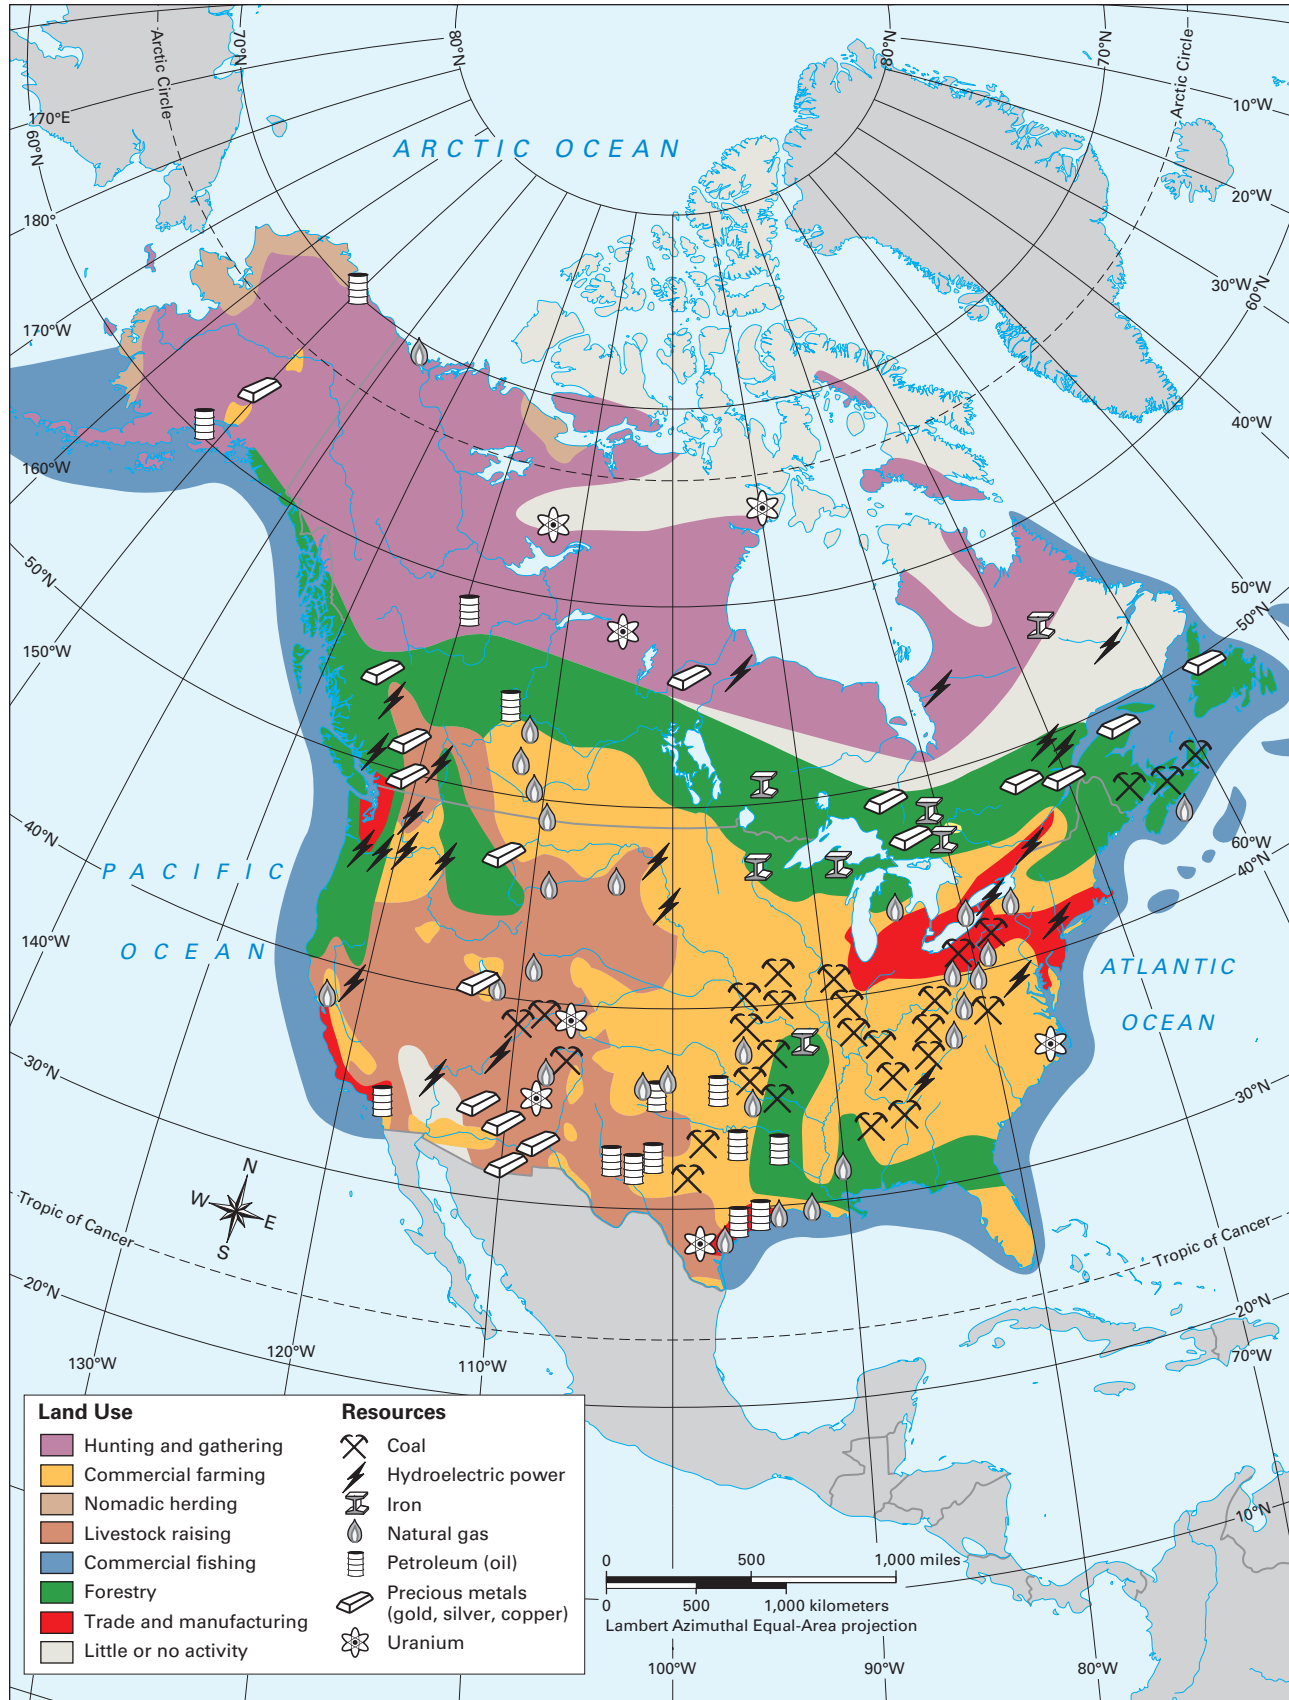 Arctic Circle
70°N
80°N
80°N
70°N
Arctic Circle
10°W
170°E
60°N
ARCTIC OCEAN
20°W
180°
30°W
60°N
170°W
40°W
160°W
50°N
50°W
50°N
150°W
40°N
60°W
40°N
PACIFIC
OCEAN
140°W
ATLANTIC
OCEAN
30°N
30°N
N
W
E
S
Tropic of Cancer
Tropic of Cancer
20°N
20°N
130°W
120°W
110°W
70°W
Land Use
Hunting and gathering
Commercial farming
Nomadic herding
Livestock raising
Commercial fishing
Forestry
Trade and manufacturing
Little or no activity
Resources
Coal
Hydroelectric power
Iron
Natural gas
Petroleum (oil)
Precious metals
(gold, silver, copper)
Uranium
10°N
0 500 1,000 miles
0 500 1,000 kilometers
Lambert Azimuthal Equal-Area projection
100°W
90°W
80°W